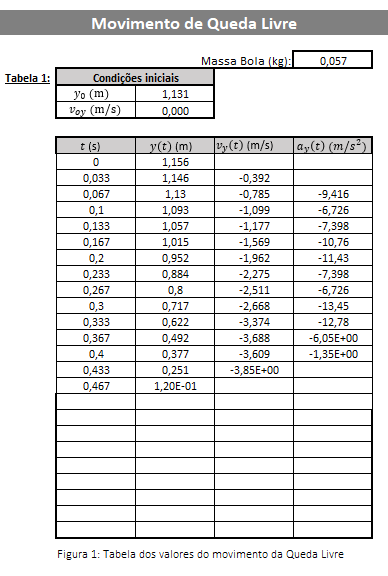 Movimento de Queda Livre
Massa Bola (kg): 0,057
Tabela 1: Condições iniciais
y₀ (m) 1,131
v₀y (m/s) 0,000
t (s) y(t) (m) vy(t) (m/s) ay(t) (m/s²)
0 1,156
0,033 1,146 -0,392
0,067 1,13 -0,785 -9,416
0,1 1,093 -1,099 -6,726
0,133 1,057 -1,177 -7,398
0,167 1,015 -1,569 -10,76
0,2 0,952 -1,962 -11,43
0,233 0,884 -2,275 -7,398
0,267 0,8 -2,511 -6,726
0,3 0,717 -2,668 -13,45
0,333 0,622 -3,374 -12,78
0,367 0,492 -3,688 -6,05E+00
0,4 0,377 -3,609 -1,35E+00
0,433 0,251 -3,85E+00
0,467 1,20E-01
Figura 1: Tabela dos valores do movimento da Queda Livre